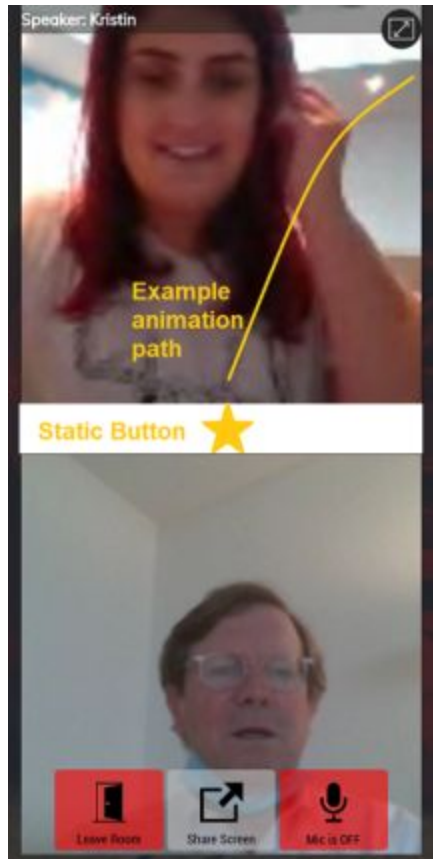 Speaker: Kristin
Example
animation
path
Static Button
Leave Room
Share Screen
Mic is OFF